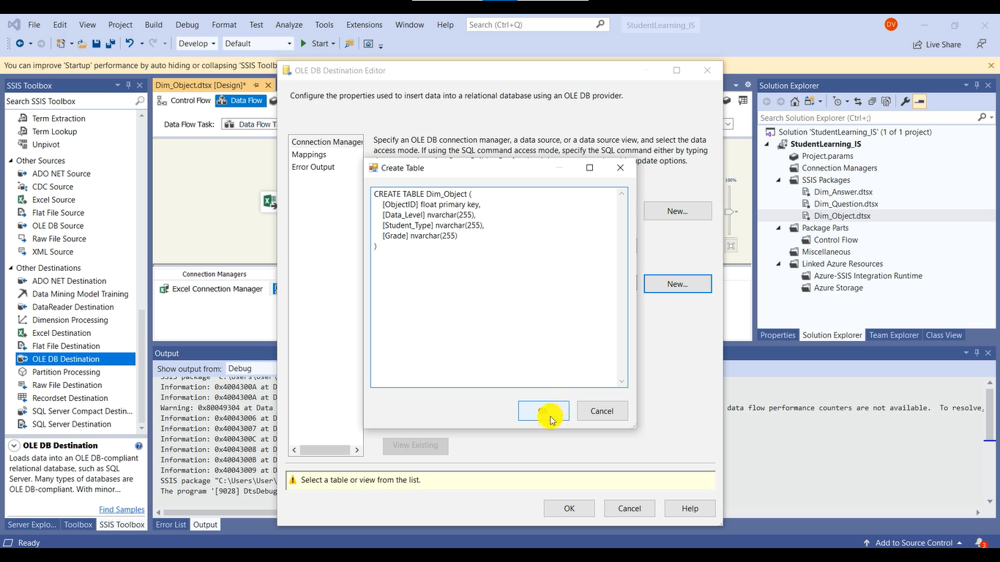 File Edit View Project Build Debug Format Test Analyze Tools Extensions Window Help Search (Ctrl+Q) StudentLearning_IS DV
Develop Default Start Live Share
You can improve 'Startup' performance by auto hiding or collapsing 'SSIS Toolb
SSIS Toolbox
Search SSIS Toolbox
Term Extraction
Term Lookup
Unpivot
Other Sources
ADO NET Source
CDC Source
Excel Source
Flat File Source
OLE DB Source
Raw File Source
XML Source
Other Destinations
ADO NET Destination
Data Mining Model Training
DataReader Destination
Dimension Processing
Excel Destination
Flat File Destination
OLE DB Destination
Partition Processing
Raw File Destination
Recordset Destination
SQL Server Compact Destin...
SQL Server Destination
OLE DB Destination
Loads data into an OLE DB-compliant
relational database, such as SQL
Server. Many types of databases are
OLE DB-compliant. With minor...
Find Samples
Server Explo... Toolbox SSIS Toolbox
Dim_Object.dtsx [Design]*
Control Flow Data Flow
Data Flow Task: Data Flow T
100%
Connection Managers
Excel Connection Manager
Output
Show output from: Debug
Information: 0x4004300A at D
Information: 0x4004300A at D
Warning: 0x80049304 at Data data flow performance counters are not available. To resolve,
Information: 0x40043006 at D
Information: 0x40043007 at D
Information: 0x4004300C at D
Information: 0x40043008 at D
Information: 0x4004300B at D
Information: 0x40043009 at D
SSIS package "C:\Users\User\
The program '[9028] DtsDebug
Error List Output
OLE DB Destination Editor
Configure the properties used to insert data into a relational database using an OLE DB provider.
Connection Manager
Mappings
Error Output
Specify an OLE DB connection manager, a data source, or a data source view, and select the data
access mode. If using the SQL command access mode, specify the SQL command either by typing
update options.
New...
New...
View Existing
Select a table or view from the list.
OK Cancel Help
Create Table
CREATE TABLE Dim_Object (
[ObjectID] float primary key,
[Data_Level] nvarchar(255),
[Student_Type] nvarchar(255),
[Grade] nvarchar(255)
)
Cancel
Solution Explorer
Search Solution Explorer (Ctrl+;)
Solution 'StudentLearning_IS' (1 of 1 project)
StudentLearning_IS
Project.params
Connection Managers
SSIS Packages
Dim_Answer.dtsx
Dim_Question.dtsx
Dim_Object.dtsx
Package Parts
Control Flow
Miscellaneous
Linked Azure Resources
Azure-SSIS Integration Runtime
Azure Storage
Properties Solution Explorer Team Explorer Class View
Ready Add to Source Control 3